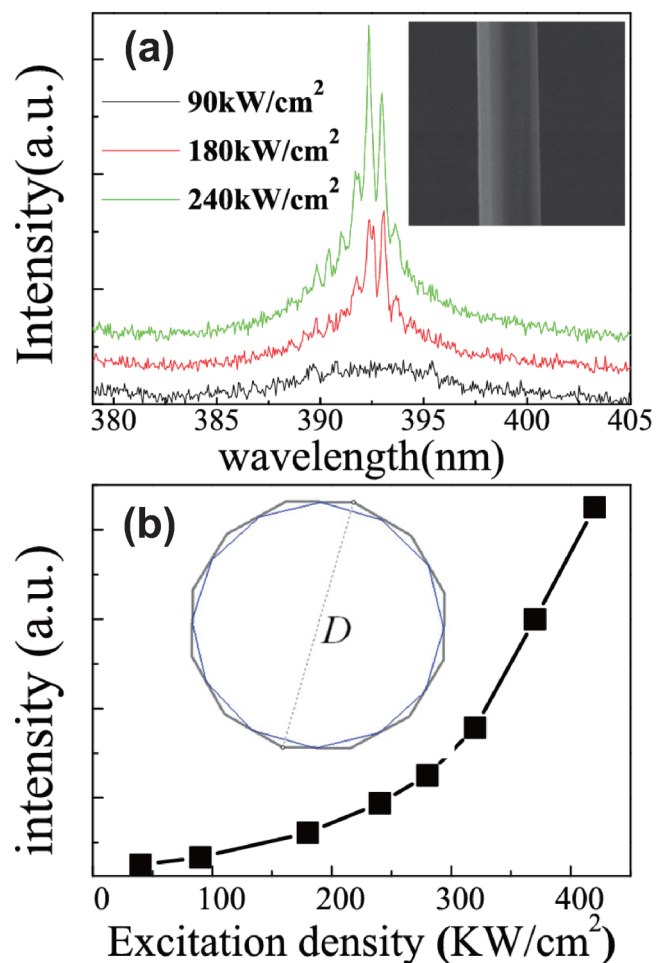 (a)
90kW/cm²
180kW/cm²
240kW/cm²
Intensity(a.u.)
380 385 390 395 400 405
wavelength(nm)
(b)
D
intensity (a.u.)
0 100 200 300 400
Excitation density (KW/cm²)